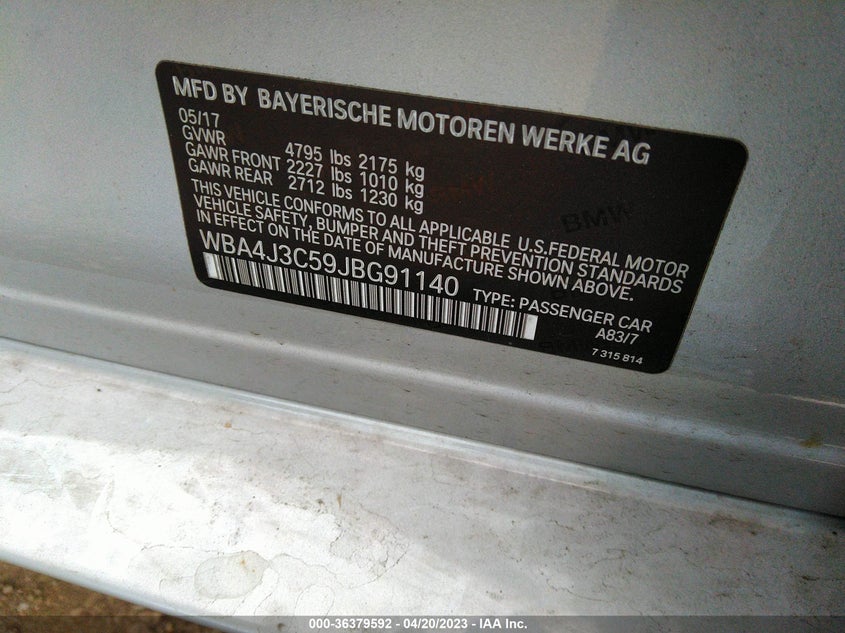 MFD BY BAYERISCHE MOTOREN WERKE AG
05/17
GVWR 4795 lbs 2175 kg
GAWR FRONT 2227 lbs 1010 kg
GAWR REAR 2712 lbs 1230 kg
THIS VEHICLE CONFORMS TO ALL APPLICABLE U.S.FEDERAL MOTOR
VEHICLE SAFETY, BUMPER AND THEFT PREVENTION STANDARDS
IN EFFECT ON THE DATE OF MANUFACTURE SHOWN ABOVE.
WBA4J3C59JBG91140
TYPE: PASSENGER CAR
A83/7
7 315 814
BMW
000-36379592 - 04/20/2023 - IAA Inc.